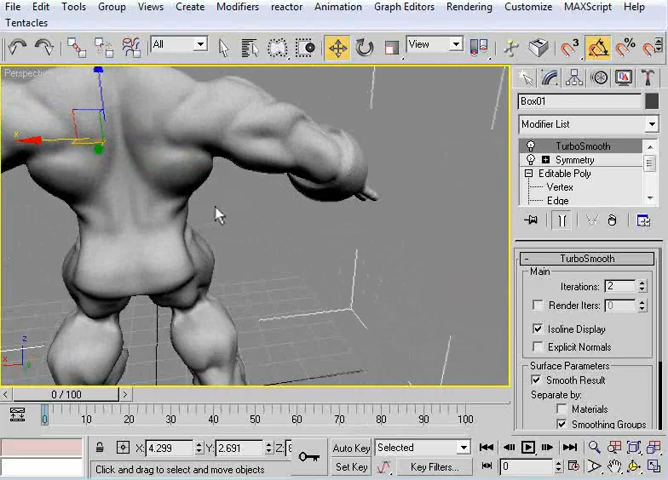 File Edit Tools Group Views Create Modifiers reactor Animation Graph Editors Rendering Customize MAXScript Help
Tentacles
All
View
3
Perspective
Box01
Modifier List
TurboSmooth
Symmetry
Editable Poly
Vertex
Edge
TurboSmooth
Main
Iterations: 2
Render Iters: 0
Isoline Display
Explicit Normals
Surface Parameters
Smooth Result
Separate by:
Materials
Smoothing Groups
z
x
x
0 / 100
0 10 20 30 40 50 60 70 80 90 100
X: 4.299 Y: 2.691 Z:
Auto Key Selected
Click and drag to select and move objects
Set Key Key Filters... 0